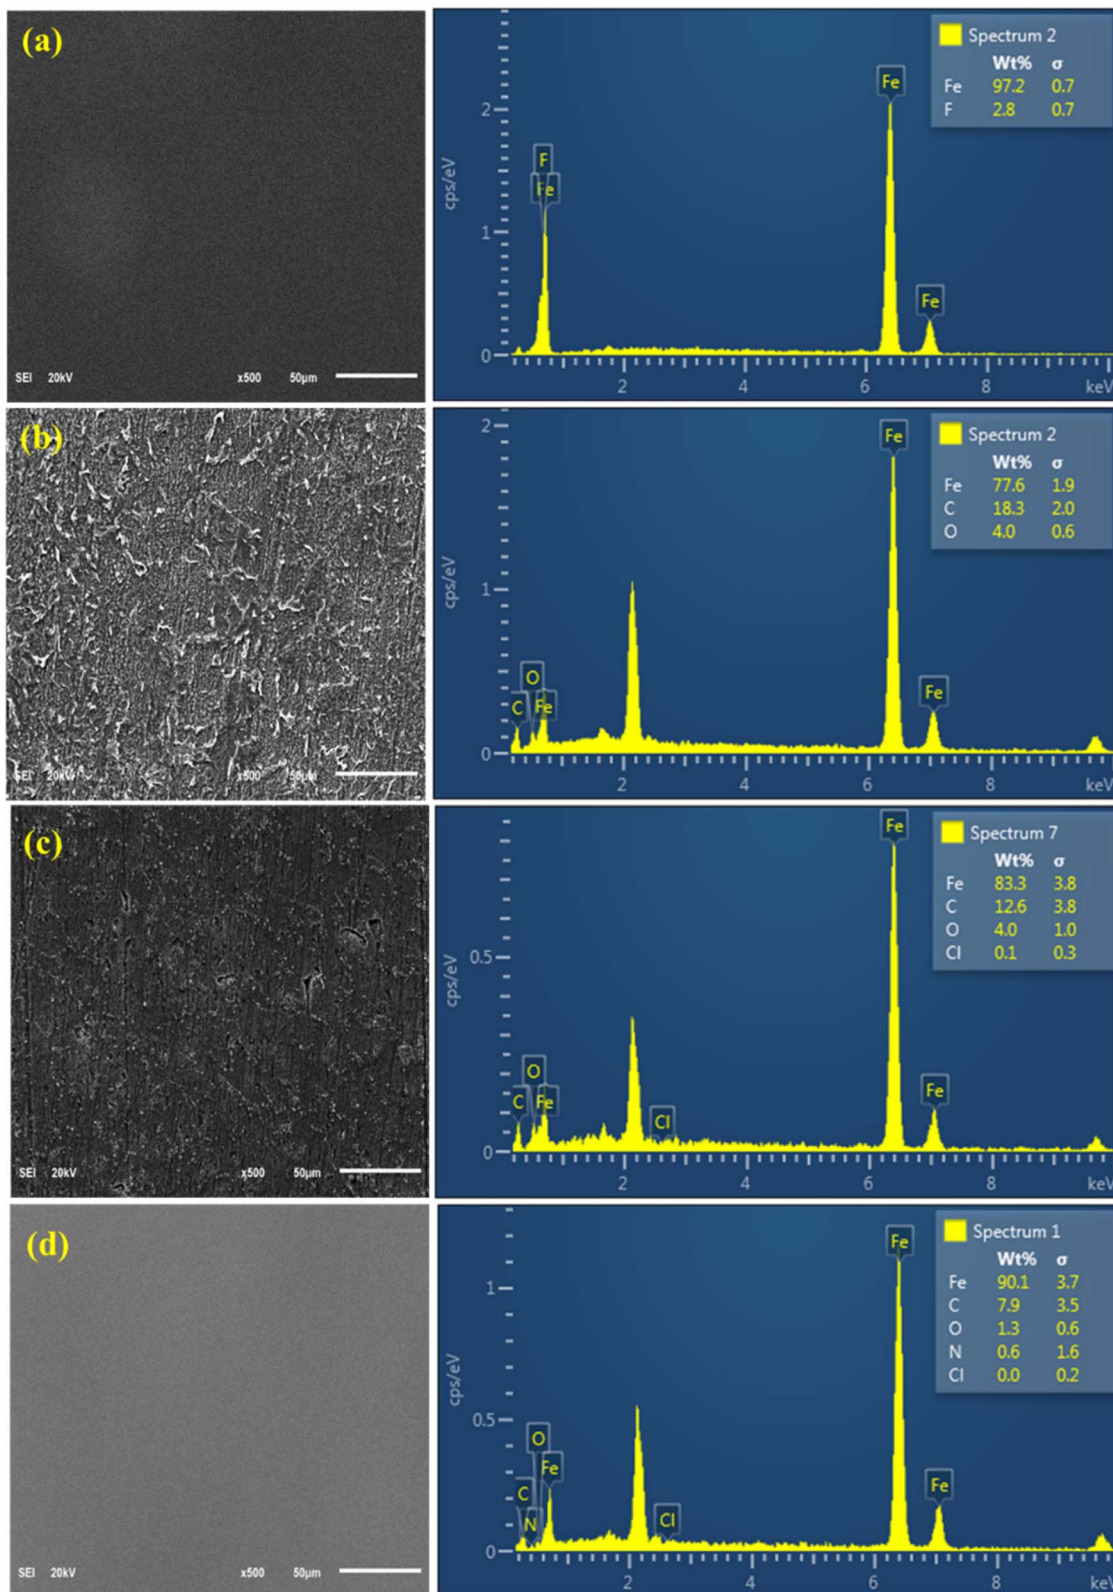 (a)
SEI 20kV x500 50μm
Spectrum 2
Wt% σ
Fe 97.2 0.7
F 2.8 0.7
Fe
F
Fe
Fe
cps/eV
2
1
0
2 4 6 8 keV
(b)
SEI 20kV x500 50μm
Spectrum 2
Wt% σ
Fe 77.6 1.9
C 18.3 2.0
O 4.0 0.6
Fe
O
C Fe
Fe
cps/eV
2
1
0
2 4 6 8 keV
(c)
SEI 20kV x500 50μm
Spectrum 7
Wt% σ
Fe 83.3 3.8
C 12.6 3.8
O 4.0 1.0
Cl 0.1 0.3
Fe
O
C Fe
Cl
Fe
cps/eV
0.5
0
2 4 6 8 keV
(d)
SEI 20kV x500 50μm
Spectrum 1
Wt% σ
Fe 90.1 3.7
C 7.9 3.5
O 1.3 0.6
N 0.6 1.6
Cl 0.0 0.2
Fe
O
Fe
C
N
Cl
Fe
cps/eV
1
0.5
0
2 4 6 8 keV